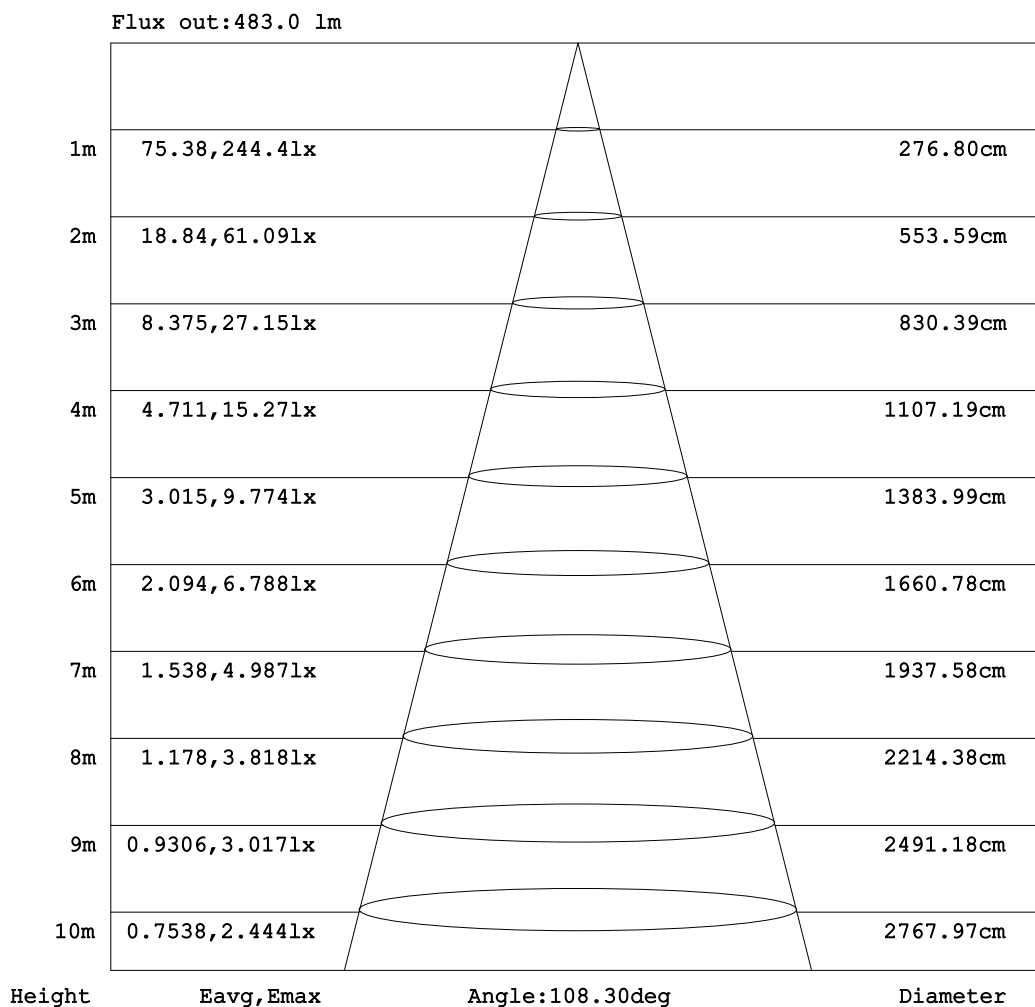 Flux out:483.0 lm
1m 75.38,244.4lx 276.80cm
2m 18.84,61.09lx 553.59cm
3m 8.375,27.15lx 830.39cm
4m 4.711,15.27lx 1107.19cm
5m 3.015,9.774lx 1383.99cm
6m 2.094,6.788lx 1660.78cm
7m 1.538,4.987lx 1937.58cm
8m 1.178,3.818lx 2214.38cm
9m 0.9306,3.017lx 2491.18cm
10m 0.7538,2.444lx 2767.97cm
Height Eavg,Emax Angle:108.30deg Diameter